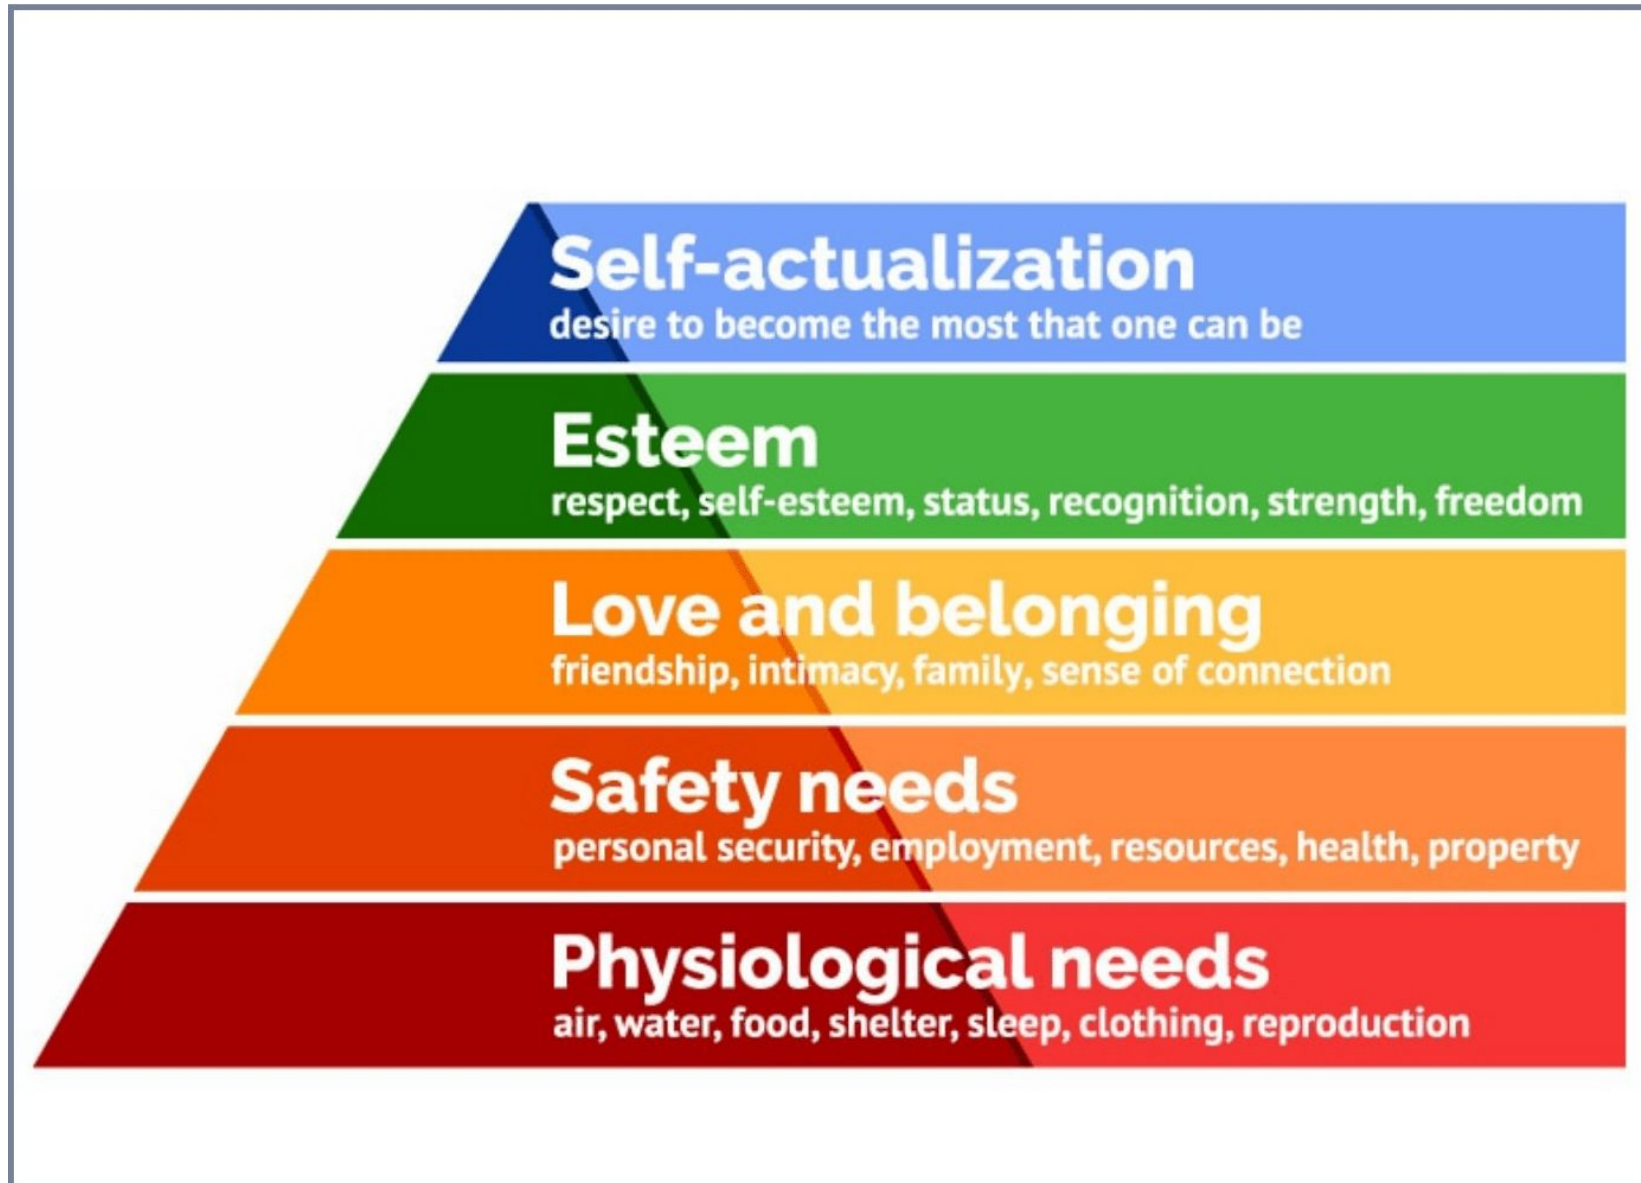 Self-actualization
desire to become the most that one can be
Esteem
respect, self-esteem, status, recognition, strength, freedom
Love and belonging
friendship, intimacy, family, sense of connection
Safety needs
personal security, employment, resources, health, property
Physiological needs
air, water, food, shelter, sleep, clothing, reproduction